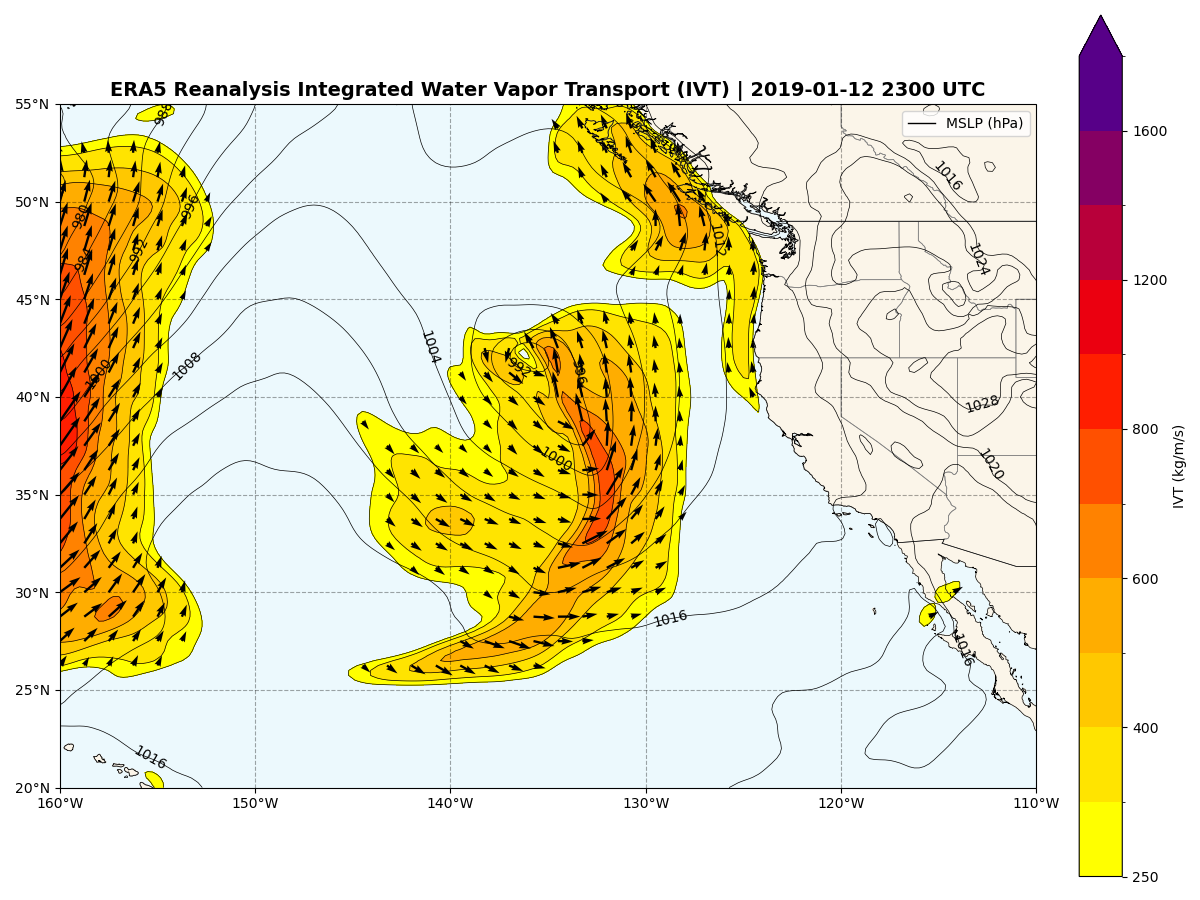 ERA5 Reanalysis Integrated Water Vapor Transport (IVT) | 2019-01-12 2300 UTC
MSLP (hPa)
55°N
50°N
45°N
40°N
35°N
30°N
25°N
20°N
160°W
150°W
140°W
130°W
120°W
110°W
988
996
980
992
984
1000
1008
1004
992
996
1000
1012
1016
1024
1028
1020
1016
1016
1016
1600
1200
800
600
400
250
IVT (kg/m/s)